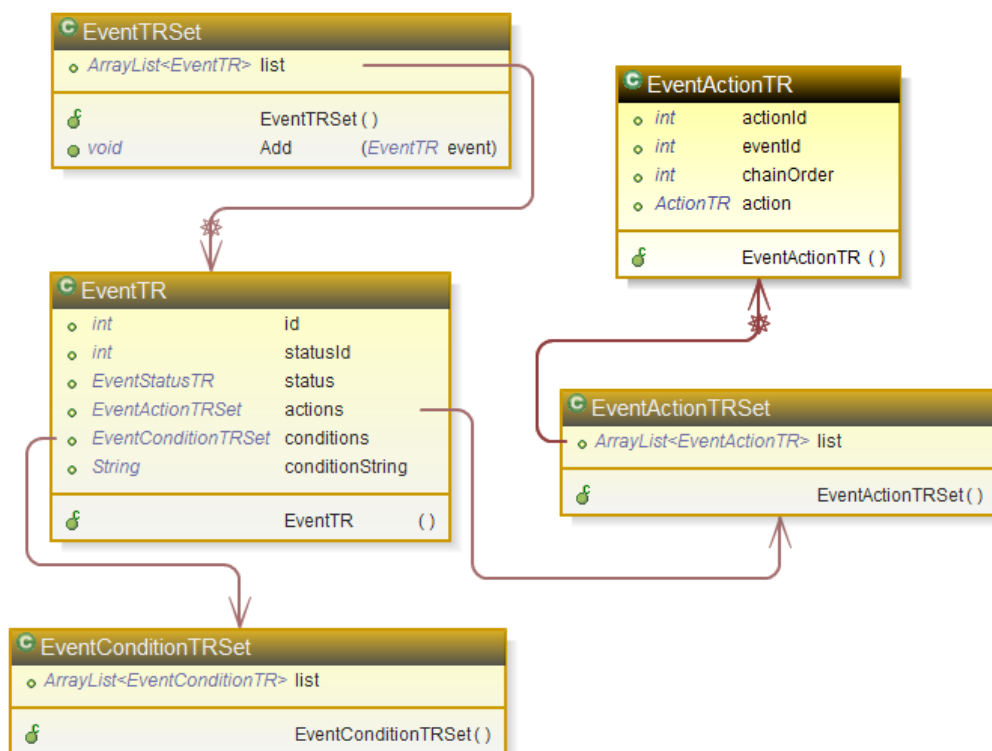 C EventTRSet
ArrayList<EventTR> list
EventTRSet ()
void Add (EventTR event)
C EventActionTR
int actionId
int eventId
int chainOrder
ActionTR action
EventActionTR ()
C EventTR
int id
int statusId
EventStatusTR status
EventActionTRSet actions
EventConditionTRSet conditions
String conditionString
EventTR ()
C EventActionTRSet
ArrayList<EventActionTR> list
EventActionTRSet ()
C EventConditionTRSet
ArrayList<EventConditionTR> list
EventConditionTRSet ()